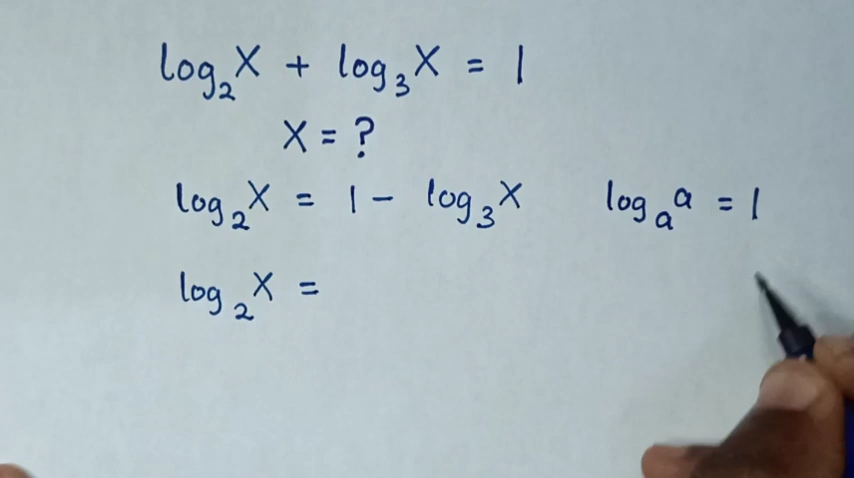 log₂X + log₃X = 1
X = ?
log₂X = 1 - log₃X logₐa = 1
log₂X =